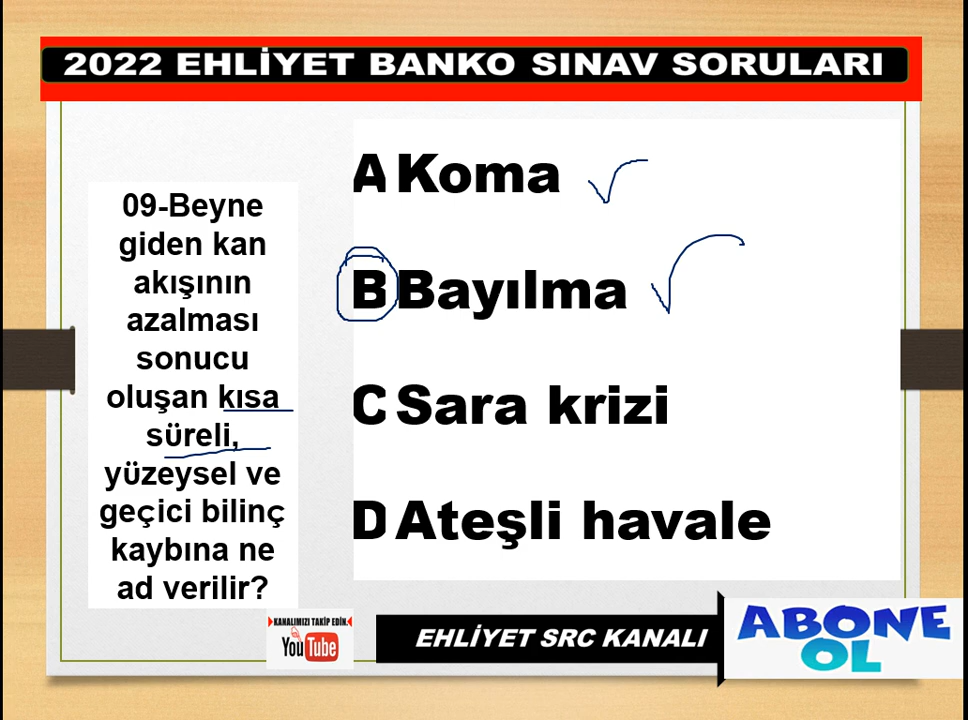 2022 EHLİYET BANKO SINAV SORULARI
09-Beyne
giden kan
akışının
azalması
sonucu
oluşan kısa
süreli,
yüzeysel ve
geçici bilinç
kaybına ne
ad verilir?
A Koma
B Bayılma
C Sara krizi
D Ateşli havale
KANALIMIZI TAKİP EDİN.
YouTube
EHLİYET SRC KANALI
ABONE
OL